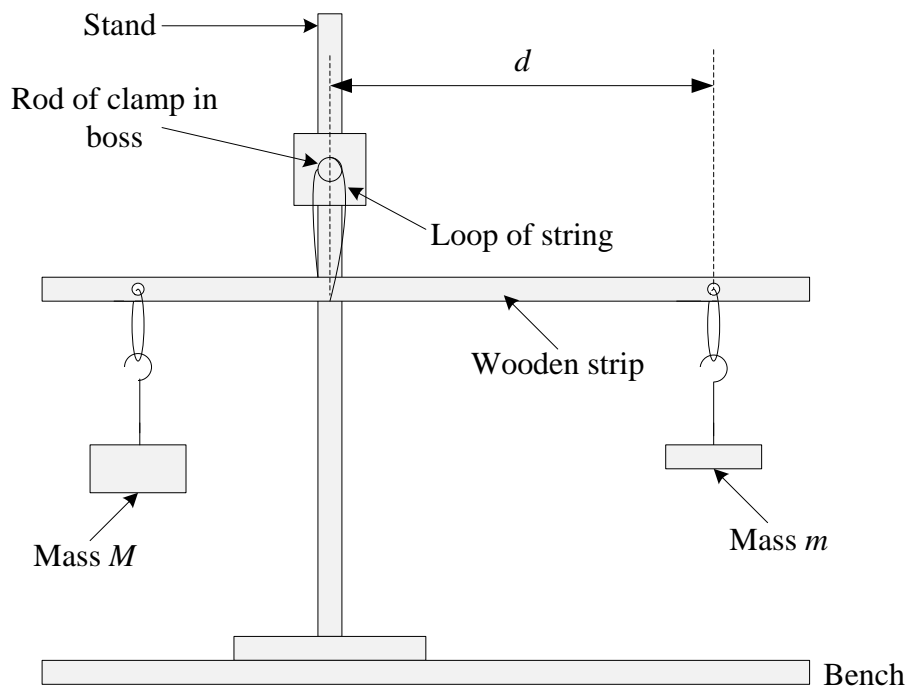 Stand
d
Rod of clamp in
boss
Loop of string
Wooden strip
Mass M
Mass m
Bench